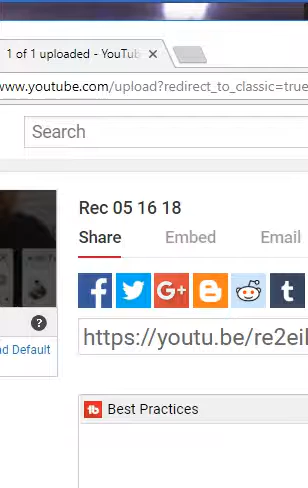 1 of 1 uploaded - YouTub
www.youtube.com/upload?redirect_to_classic=true
Search
Rec 05 16 18
Share Embed Email
?
Default
https://youtu.be/re2eil
Best Practices